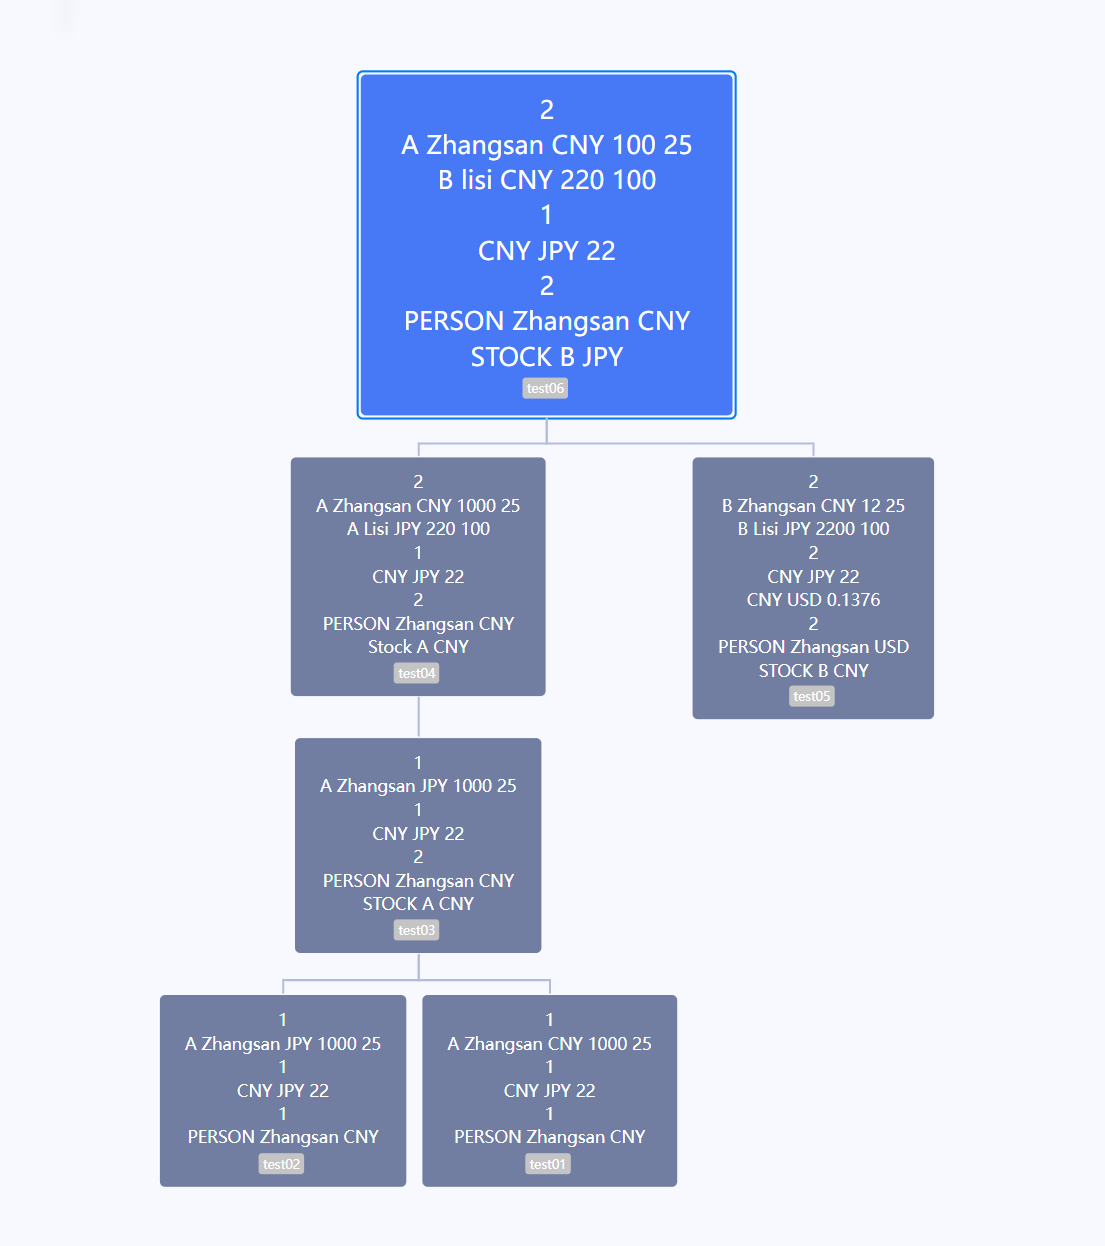 2
A Zhangsan CNY 100 25
B lisi CNY 220 100
1
CNY JPY 22
2
PERSON Zhangsan CNY
STOCK B JPY
test06
2
A Zhangsan CNY 1000 25
A Lisi JPY 220 100
1
CNY JPY 22
2
PERSON Zhangsan CNY
Stock A CNY
test04
2
B Zhangsan CNY 12 25
B Lisi JPY 2200 100
2
CNY JPY 22
CNY USD 0.1376
2
PERSON Zhangsan USD
STOCK B CNY
test05
1
A Zhangsan JPY 1000 25
1
CNY JPY 22
2
PERSON Zhangsan CNY
STOCK A CNY
test03
1
A Zhangsan JPY 1000 25
1
CNY JPY 22
1
PERSON Zhangsan CNY
test02
1
A Zhangsan CNY 1000 25
1
CNY JPY 22
1
PERSON Zhangsan CNY
test01